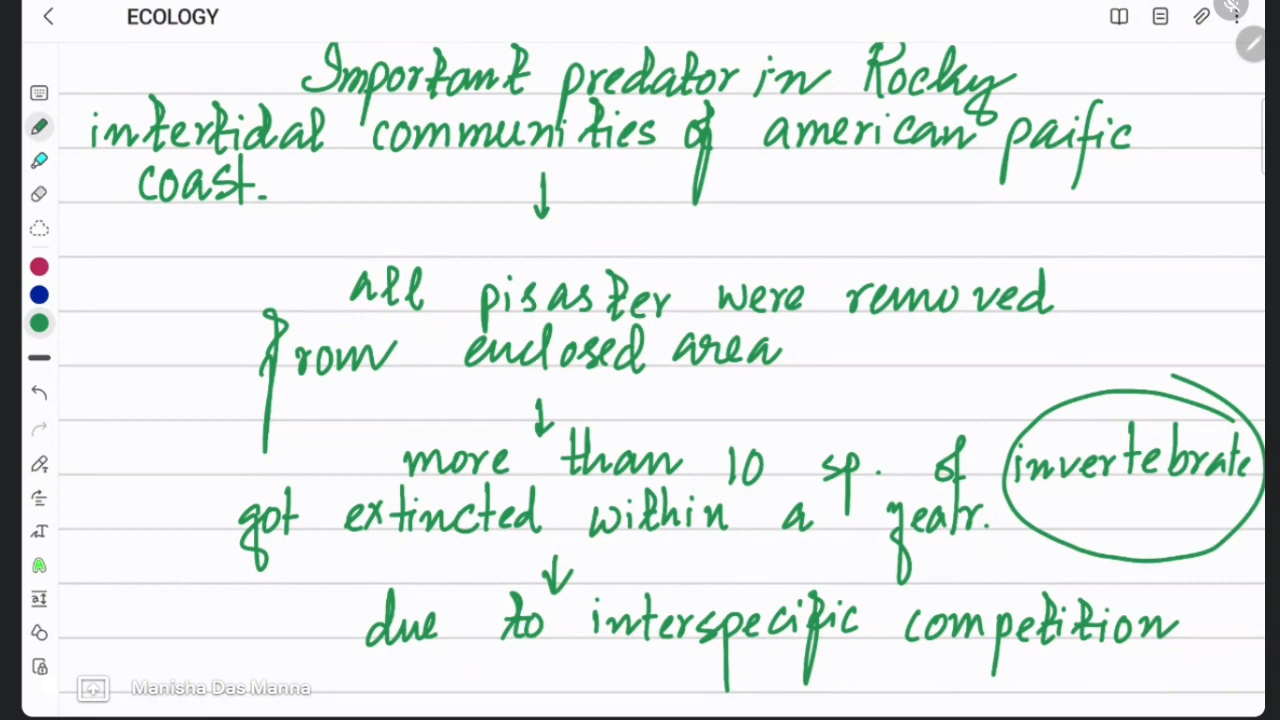 ECOLOGY
Important predator in Rocky
intertidal communities of american paific
coast.
all pisaster were removed
from enclosed area
more than 10 sp. of invertebrate
got extincted within a yeatr.
due to interspecific competition
Manisha Das Manna